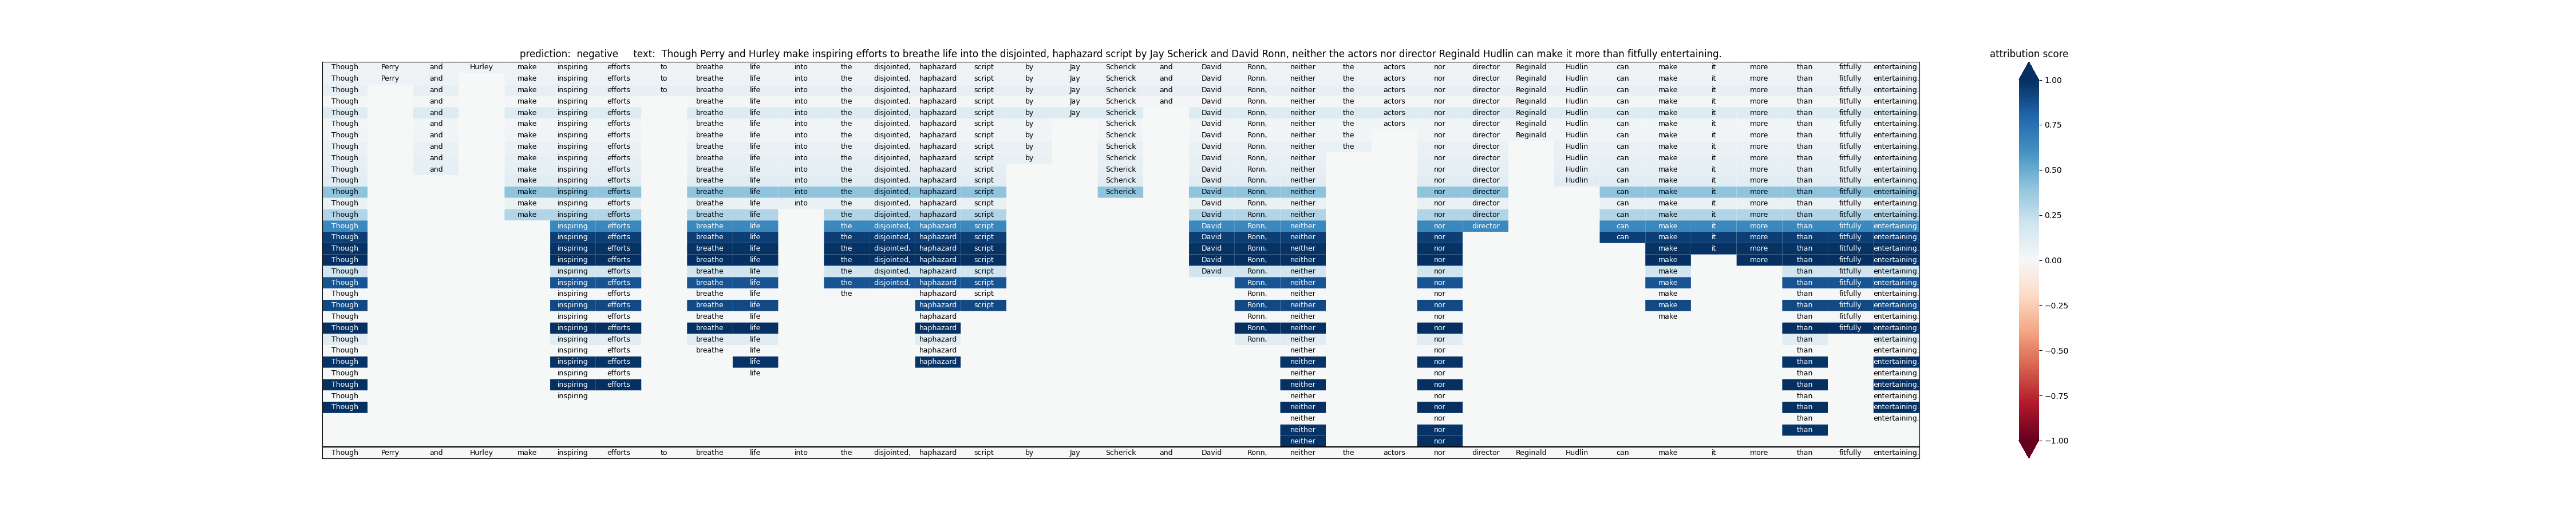 prediction: negative text: Though Perry and Hurley make inspiring efforts to breathe life into the disjointed, haphazard script by Jay Scherick and David Ronn, neither the actors nor director Reginald Hudlin can make it more than fitfully entertaining.
attribution score
Though Perry and Hurley make inspiring efforts to breathe life into the disjointed, haphazard script by Jay Scherick and David Ronn, neither the actors nor director Reginald Hudlin can make it more than fitfully entertaining.
Though Perry and make inspiring efforts to breathe life into the disjointed, haphazard script by Jay Scherick and David Ronn, neither the actors nor director Reginald Hudlin can make it more than fitfully entertaining.
Though and make inspiring efforts to breathe life into the disjointed, haphazard script by Jay Scherick and David Ronn, neither the actors nor director Reginald Hudlin can make it more than fitfully entertaining.
Though and make inspiring efforts breathe life into the disjointed, haphazard script by Jay Scherick and David Ronn, neither the actors nor director Reginald Hudlin can make it more than fitfully entertaining.
Though and make inspiring efforts breathe life into the disjointed, haphazard script by Jay Scherick David Ronn, neither the actors nor director Reginald Hudlin can make it more than fitfully entertaining.
Though and make inspiring efforts breathe life into the disjointed, haphazard script by Scherick David Ronn, neither the actors nor director Reginald Hudlin can make it more than fitfully entertaining.
Though and make inspiring efforts breathe life into the disjointed, haphazard script by Scherick David Ronn, neither the nor director Reginald Hudlin can make it more than fitfully entertaining.
Though and make inspiring efforts breathe life into the disjointed, haphazard script by Scherick David Ronn, neither the nor director Hudlin can make it more than fitfully entertaining.
Though and make inspiring efforts breathe life into the disjointed, haphazard script by Scherick David Ronn, neither nor director Hudlin can make it more than fitfully entertaining.
Though and make inspiring efforts breathe life into the disjointed, haphazard script Scherick David Ronn, neither nor director Hudlin can make it more than fitfully entertaining.
Though make inspiring efforts breathe life into the disjointed, haphazard script Scherick David Ronn, neither nor director Hudlin can make it more than fitfully entertaining.
Though make inspiring efforts breathe life into the disjointed, haphazard script Scherick David Ronn, neither nor director can make it more than fitfully entertaining.
Though make inspiring efforts breathe life into the disjointed, haphazard script David Ronn, neither nor director can make it more than fitfully entertaining.
Though make inspiring efforts breathe life the disjointed, haphazard script David Ronn, neither nor director can make it more than fitfully entertaining.
Though inspiring efforts breathe life the disjointed, haphazard script David Ronn, neither nor director can make it more than fitfully entertaining.
Though inspiring efforts breathe life the disjointed, haphazard script David Ronn, neither nor can make it more than fitfully entertaining.
Though inspiring efforts breathe life the disjointed, haphazard script David Ronn, neither nor make it more than fitfully entertaining.
Though inspiring efforts breathe life the disjointed, haphazard script David Ronn, neither nor make more than fitfully entertaining.
Though inspiring efforts breathe life the disjointed, haphazard script David Ronn, neither nor make than fitfully entertaining.
Though inspiring efforts breathe life the disjointed, haphazard script Ronn, neither nor make than fitfully entertaining.
Though inspiring efforts breathe life the haphazard script Ronn, neither nor make than fitfully entertaining.
Though inspiring efforts breathe life haphazard script Ronn, neither nor make than fitfully entertaining.
Though inspiring efforts breathe life haphazard Ronn, neither nor make than fitfully entertaining.
Though inspiring efforts breathe life haphazard Ronn, neither nor than fitfully entertaining.
Though inspiring efforts breathe life haphazard Ronn, neither nor than entertaining.
Though inspiring efforts breathe life haphazard neither nor than entertaining.
Though inspiring efforts life haphazard neither nor than entertaining.
Though inspiring efforts life neither nor than entertaining.
Though inspiring efforts neither nor than entertaining.
Though inspiring neither nor than entertaining.
Though neither nor than entertaining.
neither nor than entertaining.
neither nor than
neither nor
Though Perry and Hurley make inspiring efforts to breathe life into the disjointed, haphazard script by Jay Scherick and David Ronn, neither the actors nor director Reginald Hudlin can make it more than fitfully entertaining.
1.00
0.75
0.50
0.25
0.00
−0.25
−0.50
−0.75
−1.00